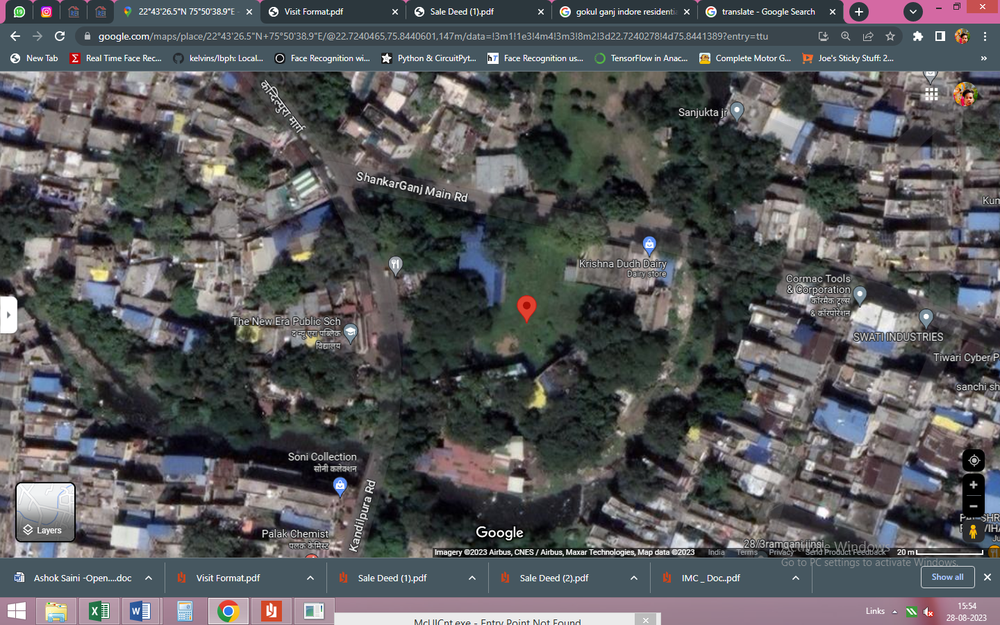 19
22°43'26.5"N 75°50'38.9"E -
Visit Format.pdf
Sale Deed (1).pdf
gokul ganj indore residentia
translate - Google Search
google.com/maps/place/22°43'26.5"N+75°50'38.9"E/@22.7240465,75.8440601,147m/data=!3m1!1e3!4m4!3m3!8m2!3d22.7240278!4d75.8441389?entry=ttu
New Tab
Real Time Face Rec...
kelvins/lbph: Local...
Face Recognition wi...
Python & CircuitPyt...
hT
Face Recognition us...
TensorFlow in Anac...
Complete Motor G...
Joe's Sticky Suff: 2...
»
Sanjukta jr
ShankarGanj Main Rd
Krishna Dudh Dairy
Dairy store
Cormac Tools
& Corporation
कॉरमैक टूल्स
& कॉरपोरेशन
The New Era Public Sch
द न्यू एरा पब्लिक
विद्यालय
SWATI INDUSTRIES
Tiwari Cyber P
sanchi sh
Soni Collection
सोनी कलेक्शन
Kandilpura Rd
Palak Chemist
पलक केमिस्ट
Layers
Google
28/3ramganj jinsi
Imagery ©2023 Airbus, CNES / Airbus, Maxar Technologies, Map data ©2023
India
Terms
Privacy
Send Product Feedback
20 m
Activate Windows
Go to PC settings to activate Windows.
Ashok Saini -Open....doc
Visit Format.pdf
Sale Deed (1).pdf
Sale Deed (2).pdf
IMC _ Doc..pdf
Show all
Links
15:54
28-08-2023
McUICnt.exe - Entry Point Not Found